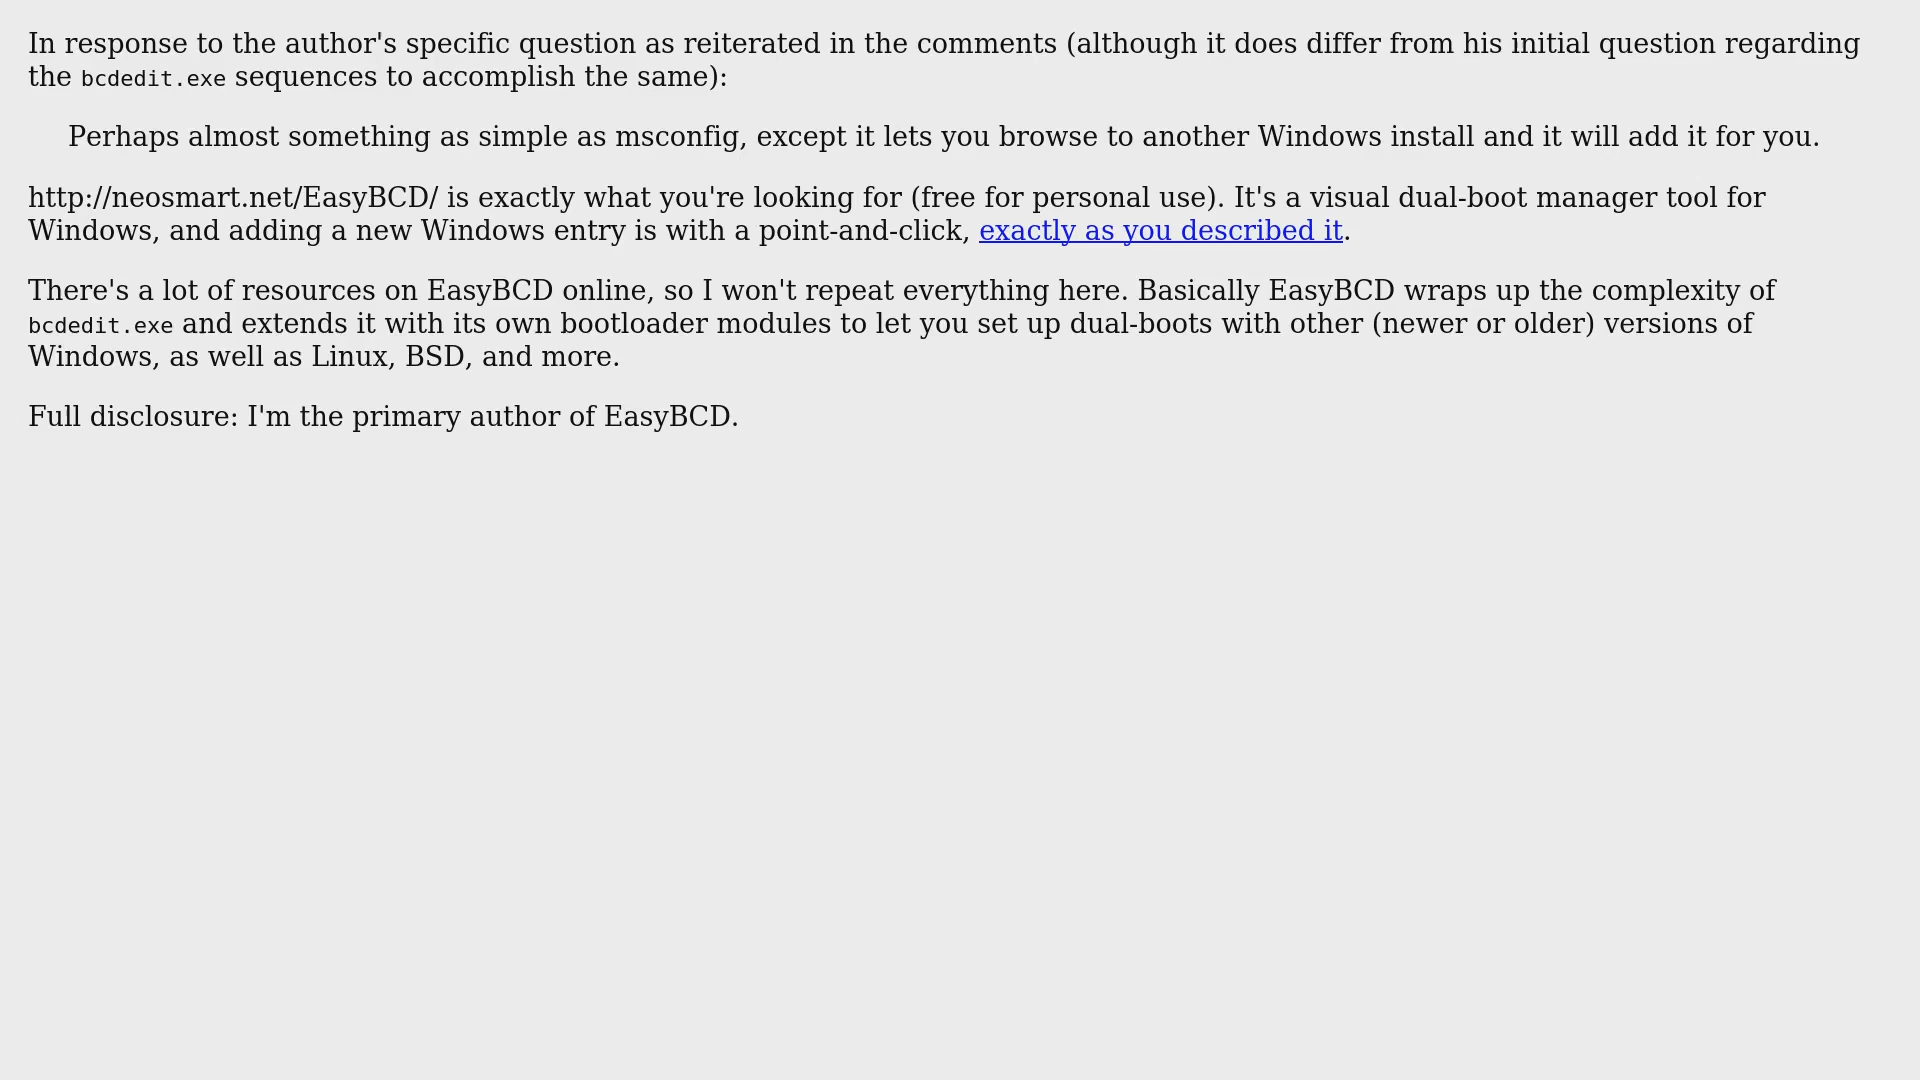 In response to the author's specific question as reiterated in the comments (although it does differ from his initial question regarding
the bcdedit.exe sequences to accomplish the same):
Perhaps almost something as simple as msconfig, except it lets you browse to another Windows install and it will add it for you.
http://neosmart.net/EasyBCD/ is exactly what you're looking for (free for personal use). It's a visual dual-boot manager tool for
Windows, and adding a new Windows entry is with a point-and-click, exactly as you described it.
There's a lot of resources on EasyBCD online, so I won't repeat everything here. Basically EasyBCD wraps up the complexity of
bcdedit.exe and extends it with its own bootloader modules to let you set up dual-boots with other (newer or older) versions of
Windows, as well as Linux, BSD, and more.
Full disclosure: I'm the primary author of EasyBCD.